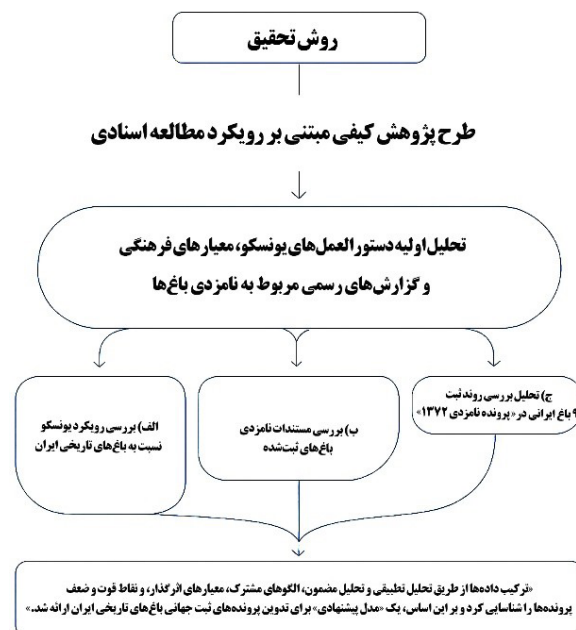 روش تحقیق
طرح پژوهش کیفی مبتنی بر رویکرد مطالعه اسنادی
تحلیل اولیه دستورالعمل‌های یونسکو، معیارهای فرهنگی
و گزارش‌های رسمی مربوط به نامزدی باغ‌ها
الف) بررسی رویکرد یونسکو
نسبت به باغ‌های تاریخی ایران
ب) بررسی مستندات نامزدی
باغ‌های ثبت‌شده
ج) تحلیل بررسی روند ثبت
۹ باغ ایرانی در «پرونده نامزدی ۱۳۷۲»
«ترکیب داده‌ها از طریق تحلیل تطبیقی و تحلیل مضمون، الگوهای مشترک، معیارهای اثرگذار، و نقاط قوت و ضعف
پرونده‌ها را شناسایی کرد و بر این اساس، یک «مدل پیشنهادی» برای تدوین پرونده‌های ثبت جهانی باغ‌های تاریخی ایران ارائه شد.»